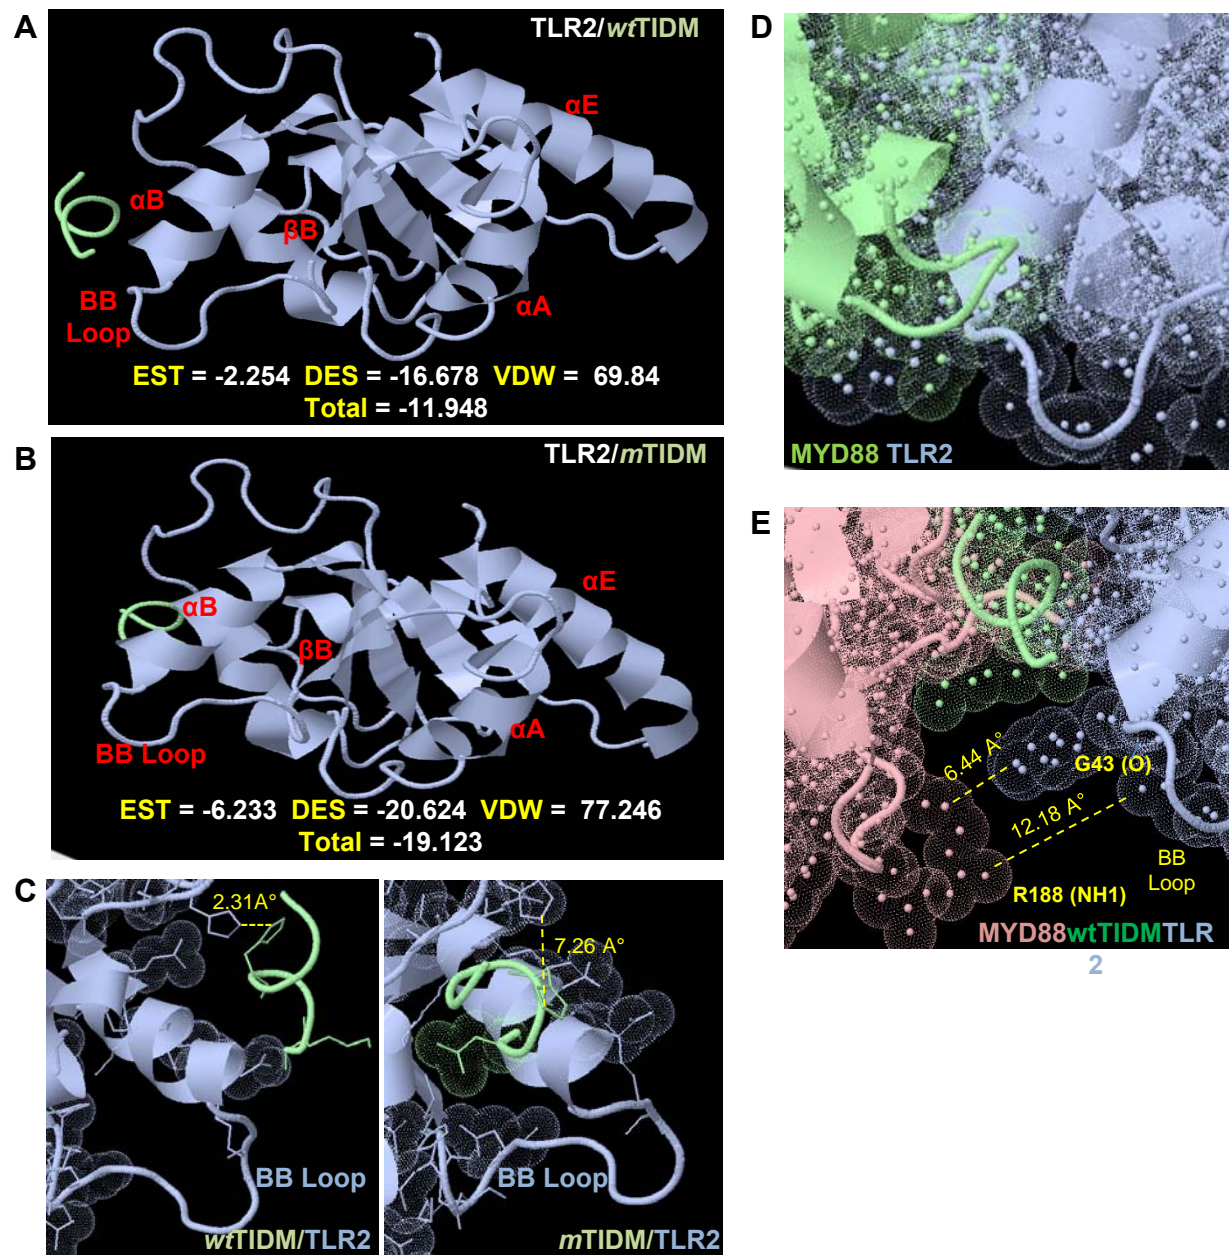 A
TLR2/wtTIDM
αE
αB
βB
BB
Loop
αA
EST = -2.254 DES = -16.678 VDW = 69.84
Total = -11.948
B
TLR2/mTIDM
αE
αB
βB
αA
BB Loop
EST = -6.233 DES = -20.624 VDW = 77.246
Total = -19.123
C
2.31A°
BB Loop
wtTIDM/TLR2
7.26 A°
BB Loop
mTIDM/TLR2
D
MYD88 TLR2
E
6.44 A°
G43 (O)
12.18 A°
BB
Loop
R188 (NH1)
MYD88wtTIDMTLR
2